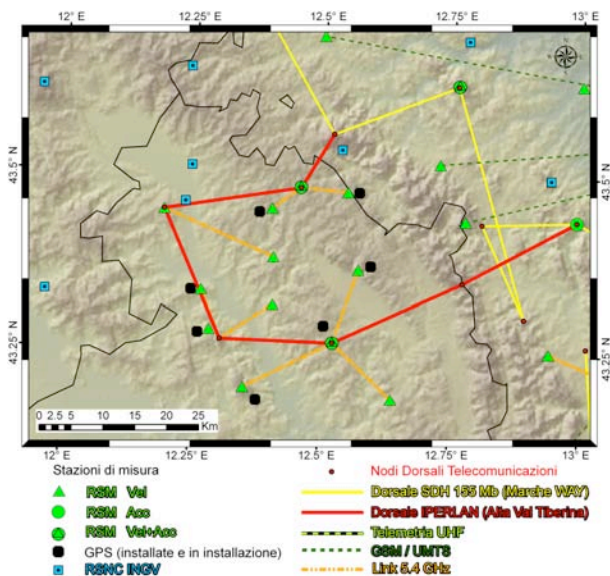 12° E 12.25° E 12.5° E 12.75° E 13° E
43.5° N 43.5° N
43.25° N 43.25° N
0 2.5 5 10 15 20 25
Km
12° E 12.25° E 12.5° E 12.75° E 13° E
Stazioni di misura
RSM Vel
RSM Acc
RSM Vel+Acc
GPS (installate e in installazione)
RSNC INGV
Nodi Dorsali Telecomunicazioni
Dorsale SDH 155 Mb (Marche WAY)
Dorsale IPERLAN (Alta Val Tiberina)
Telemetria UHF
GSM / UMTS
Link 5.4 GHz